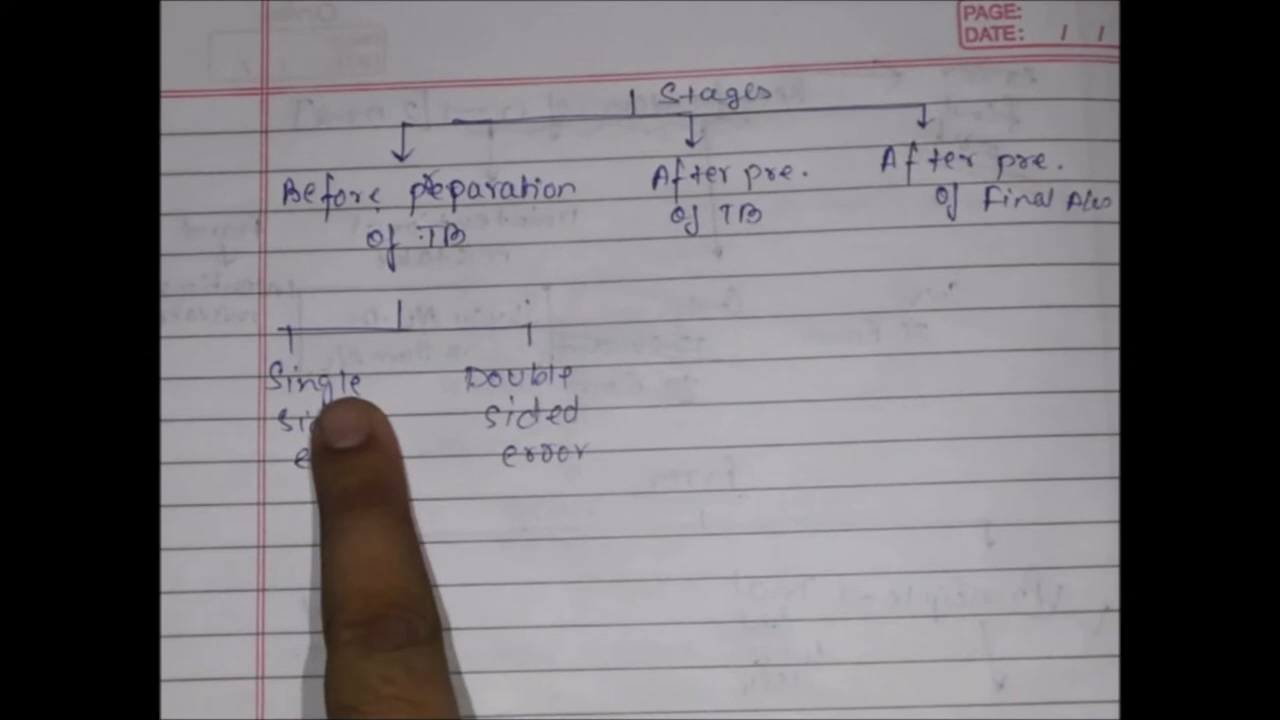 PAGE:
DATE: / /
Stages
Before preparation
of TB
After pre.
of TB
After pre.
of Final A/cs
Single
Double
sided
error